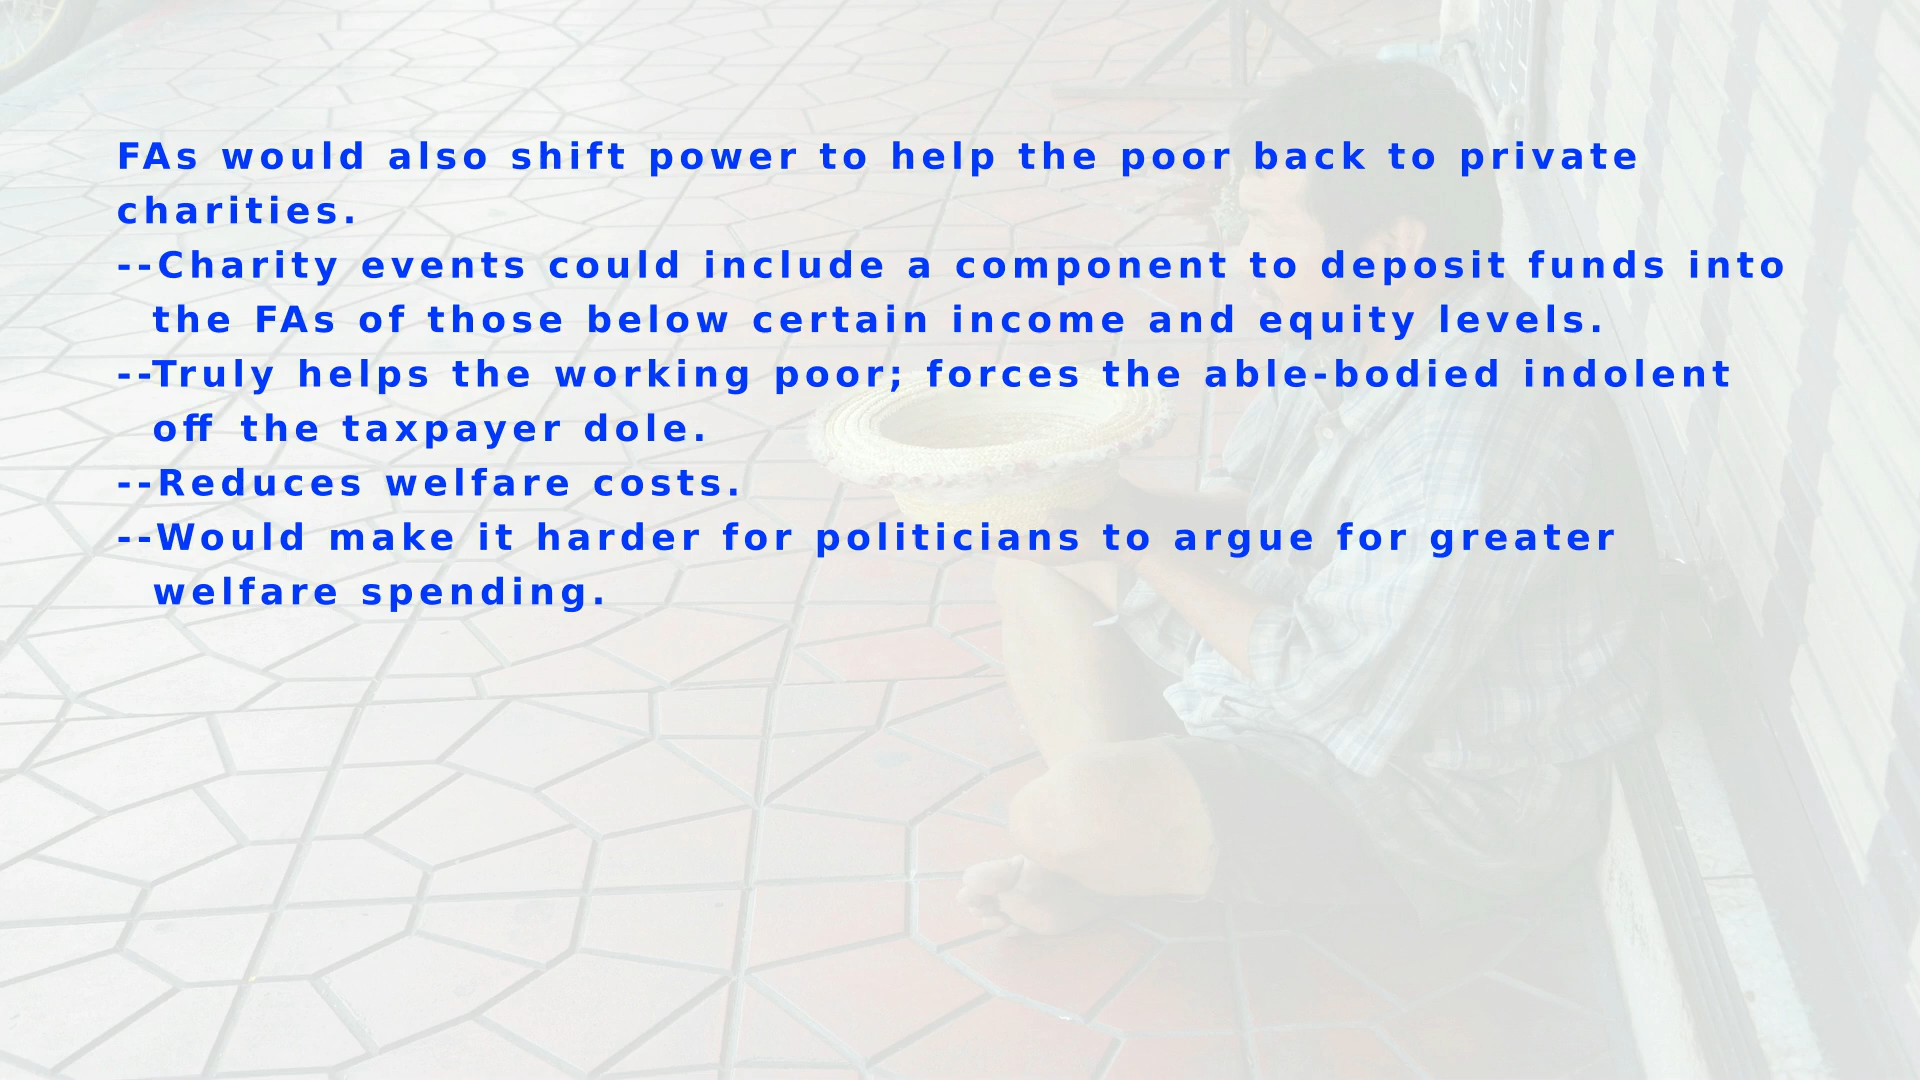 FAs would also shift power to help the poor back to private
charities.
--Charity events could include a component to deposit funds into
the FAs of those below certain income and equity levels.
--Truly helps the working poor; forces the able-bodied indolent
off the taxpayer dole.
--Reduces welfare costs.
--Would make it harder for politicians to argue for greater
welfare spending.